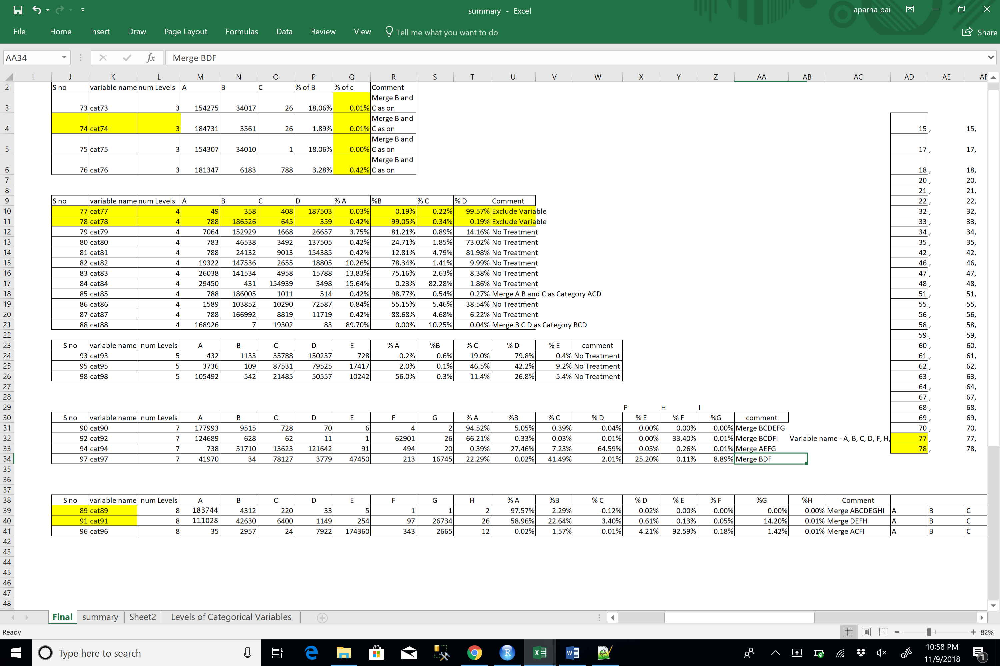 summary - Excel
aparna pai
File Home Insert Draw Page Layout Formulas Data Review View Tell me what you want to do Share
AA34 fx Merge BDF
I J K L M N O P Q R S T U V W X Y Z AA AB AC AD AE AF
2 S no variable name num Levels A B C % of B % of c Comment
3 73 cat73 3 154275 34017 26 18.06% 0.01% Merge B and C as on
4 74 cat74 3 184731 3561 26 1.89% 0.01% Merge B and C as on 15 , 15,
5 75 cat75 3 154307 34010 1 18.06% 0.00% Merge B and C as on 17 , 17,
6 76 cat76 3 181347 6183 788 3.28% 0.42% Merge B and C as on 18 , 18,
7 20 , 20,
8 21 , 21,
9 S no variable name num Levels A B C D % A %B % C % D Comment 22 , 22,
10 77 cat77 4 49 358 408 187503 0.03% 0.19% 0.22% 99.57% Exclude Variable 32 , 32,
11 78 cat78 4 788 186526 645 359 0.42% 99.05% 0.34% 0.19% Exclude Variable 33 , 33,
12 79 cat79 4 7064 152929 1668 26657 3.75% 81.21% 0.89% 14.16% No Treatment 34 , 34,
13 80 cat80 4 783 46538 3492 137505 0.42% 24.71% 1.85% 73.02% No Treatment 35 , 35,
14 81 cat81 4 788 24132 9013 154385 0.42% 12.81% 4.79% 81.98% No Treatment 42 , 42,
15 82 cat82 4 19322 147536 2655 18805 10.26% 78.34% 1.41% 9.99% No Treatment 46 , 46,
16 83 cat83 4 26038 141534 4958 15788 13.83% 75.16% 2.63% 8.38% No Treatment 47 , 47,
17 84 cat84 4 29450 431 154939 3498 15.64% 0.23% 82.28% 1.86% No Treatment 48 , 48,
18 85 cat85 4 788 186005 1011 514 0.42% 98.77% 0.54% 0.27% Merge A B and C as Category ACD 51 , 51,
19 86 cat86 4 1589 103852 10290 72587 0.84% 55.15% 5.46% 38.54% No Treatment 55 , 55,
20 87 cat87 4 788 166992 8819 11719 0.42% 88.68% 4.68% 6.22% No Treatment 56 , 56,
21 88 cat88 4 168926 7 19302 83 89.70% 0.00% 10.25% 0.04% Merge B C D as Category BCD 58 , 58,
22 59 , 59,
23 S no variable name num Levels A B C D E % A %B % C % D % E comment 60 , 60,
24 93 cat93 5 432 1133 35788 150237 728 0.2% 0.6% 19.0% 79.8% 0.4% No Treatment 61 , 61,
25 95 cat95 5 3736 109 87531 79525 17417 2.0% 0.1% 46.5% 42.2% 9.2% No Treatment 62 , 62,
26 98 cat98 5 105492 542 21485 50557 10242 56.0% 0.3% 11.4% 26.8% 5.4% No Treatment 63 , 63,
27 64 , 64,
28 67 , 67,
29 F H I 68 , 68,
30 S no variable name num Levels A B C D E F G % A %B % C % D % E % F %G comment 69 , 69,
31 90 cat90 7 177993 9515 728 70 6 4 2 94.52% 5.05% 0.39% 0.04% 0.00% 0.00% 0.00% Merge BCDEFG 70 , 70,
32 92 cat92 7 124689 628 62 11 1 62901 26 66.21% 0.33% 0.03% 0.01% 0.00% 33.40% 0.01% Merge BCDFI Variable name - A, B, C, D, F, H, 77 , 77,
33 94 cat94 7 738 51710 13623 121642 91 494 20 0.39% 27.46% 7.23% 64.59% 0.05% 0.26% 0.01% Merge AEFG 78 , 78,
34 97 cat97 7 41970 34 78127 3779 47450 213 16745 22.29% 0.02% 41.49% 2.01% 25.20% 0.11% 8.89% Merge BDF
35
36
37
38 S no variable name num Levels A B C D E F G H % A %B % C % D % E % F %G %H Comment
39 89 cat89 8 183744 4312 220 33 5 1 1 2 97.57% 2.29% 0.12% 0.02% 0.00% 0.00% 0.00% 0.00% Merge ABCDEGHI A B C
40 91 cat91 8 111028 42630 6400 1149 254 97 26734 26 58.96% 22.64% 3.40% 0.61% 0.13% 0.05% 14.20% 0.01% Merge DEFH A B C
41 96 cat96 8 35 2957 24 7922 174360 343 2665 12 0.02% 1.57% 0.01% 4.21% 92.59% 0.18% 1.42% 0.01% Merge ACFI A B C
42
43
44
45
46
47
48
Final summary Sheet2 Levels of Categorical Variables
Ready 82%
Type here to search
10:58 PM
11/9/2018
1